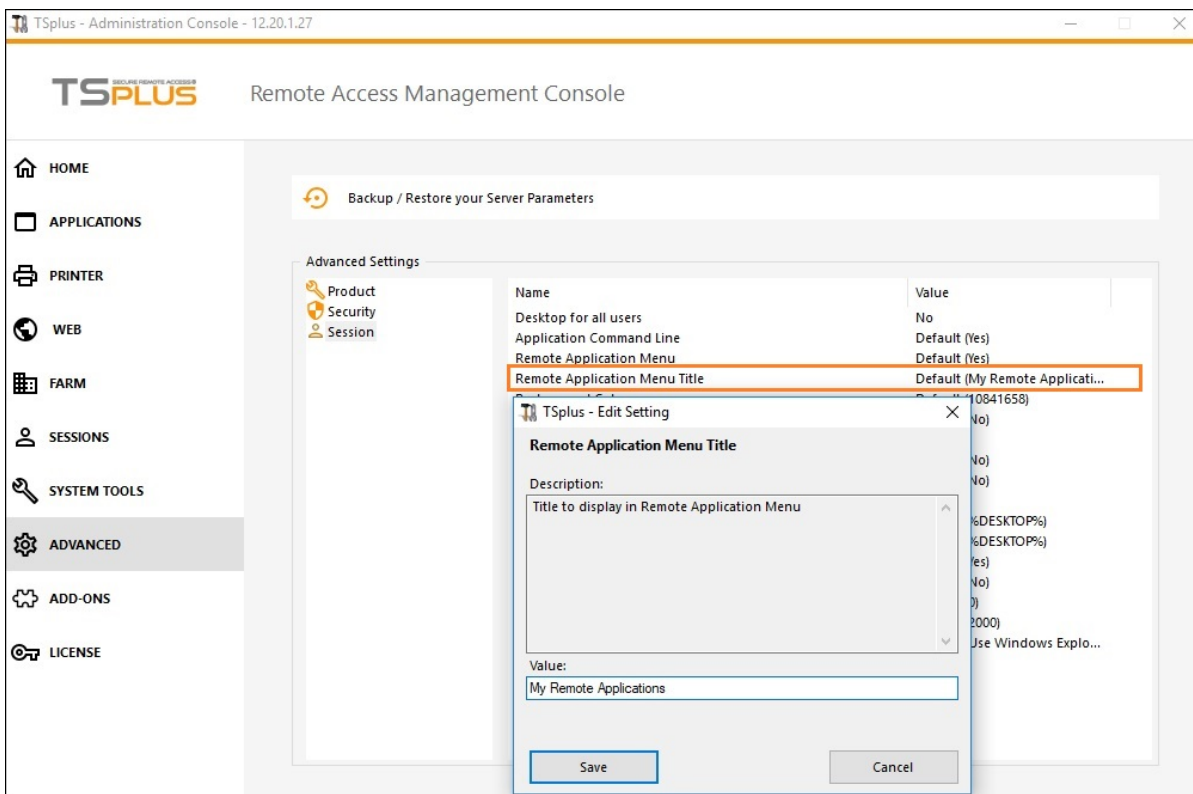 TSplus - Administration Console - 12.20.1.27
SECURE REMOTE ACCESS®
TSPLUS
Remote Access Management Console
HOME
APPLICATIONS
PRINTER
WEB
FARM
SESSIONS
SYSTEM TOOLS
ADVANCED
ADD-ONS
LICENSE
Backup / Restore your Server Parameters
Advanced Settings
Product
Security
Session
Name Value
Desktop for all users No
Application Command Line Default (Yes)
Remote Application Menu Default (Yes)
Remote Application Menu Title Default (My Remote Applicati...
10841658)
No)
No)
No)
%DESKTOP%)
%DESKTOP%)
Yes)
No)
2000)
Use Windows Explo...
TSplus - Edit Setting
Remote Application Menu Title
Description:
Title to display in Remote Application Menu
Value:
My Remote Applications
Save Cancel